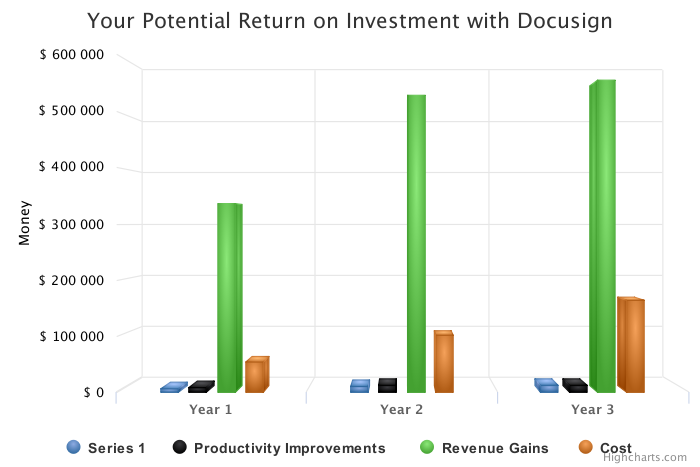 Your Potential Return on Investment with Docusign
$ 600 000
$ 500 000
$ 400 000
$ 300 000
$ 200 000
$ 100 000
$ 0
Money
Year 1 Year 2 Year 3
Series 1 Productivity Improvements Revenue Gains Cost
Highcharts.com